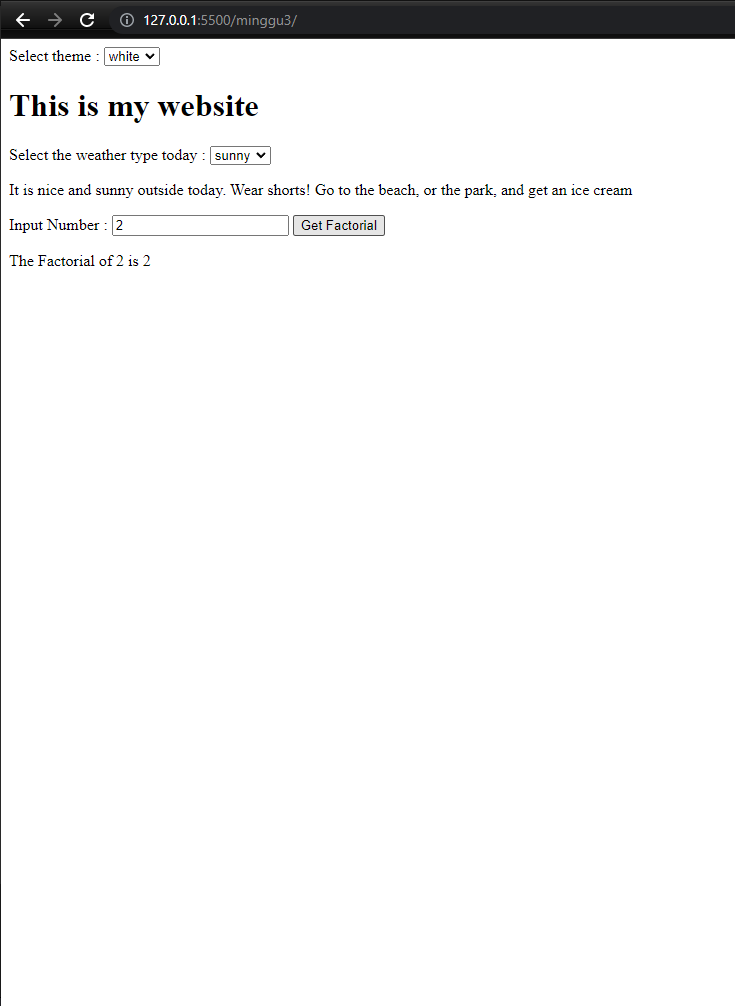 127.0.0.1:5500/minggu3/
Select theme : white
This is my website
Select the weather type today : sunny
It is nice and sunny outside today. Wear shorts! Go to the beach, or the park, and get an ice cream
Input Number : 2 Get Factorial
The Factorial of 2 is 2